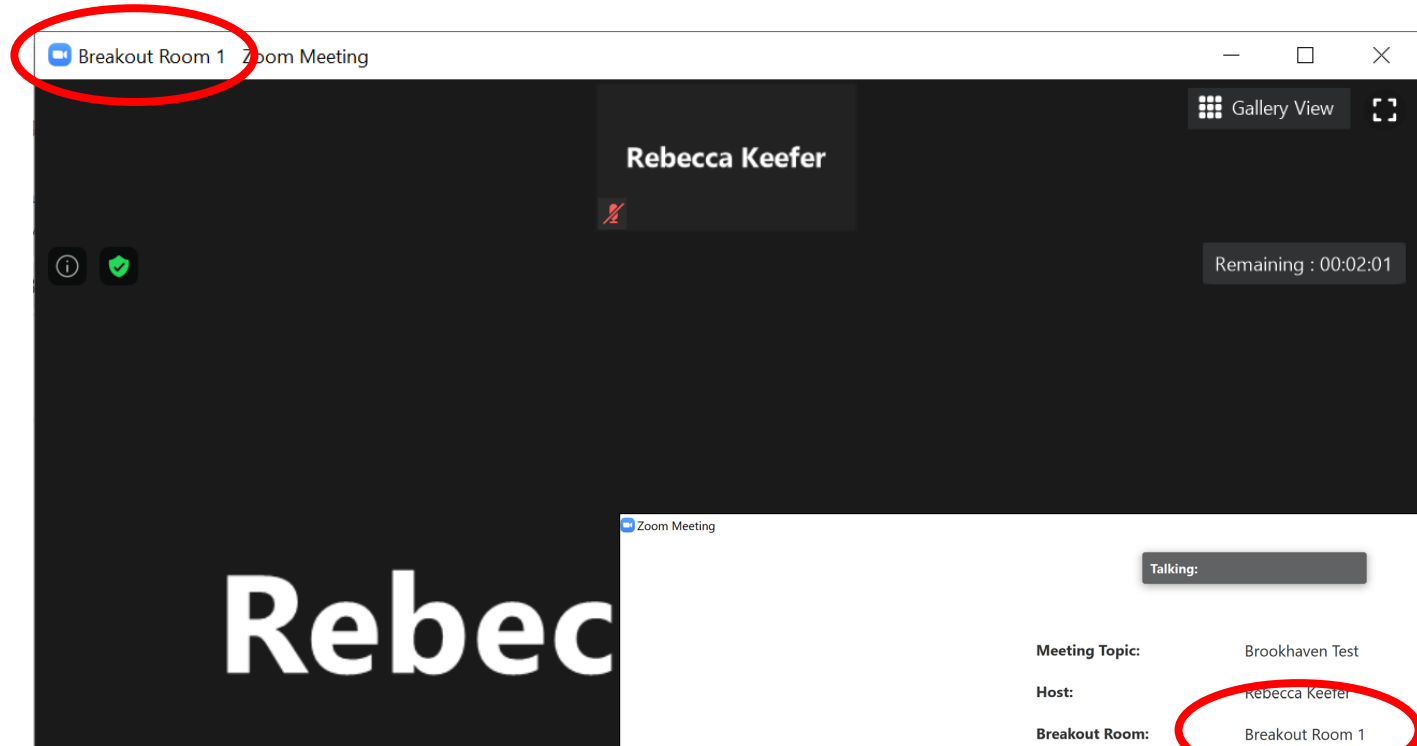 Breakout Room 1 Zoom Meeting
Gallery View
Rebecca Keefer
Remaining : 00:02:01
Rebec
Zoom Meeting
Talking:
Meeting Topic: Brookhaven Test
Host: Rebecca Keefer
Breakout Room: Breakout Room 1